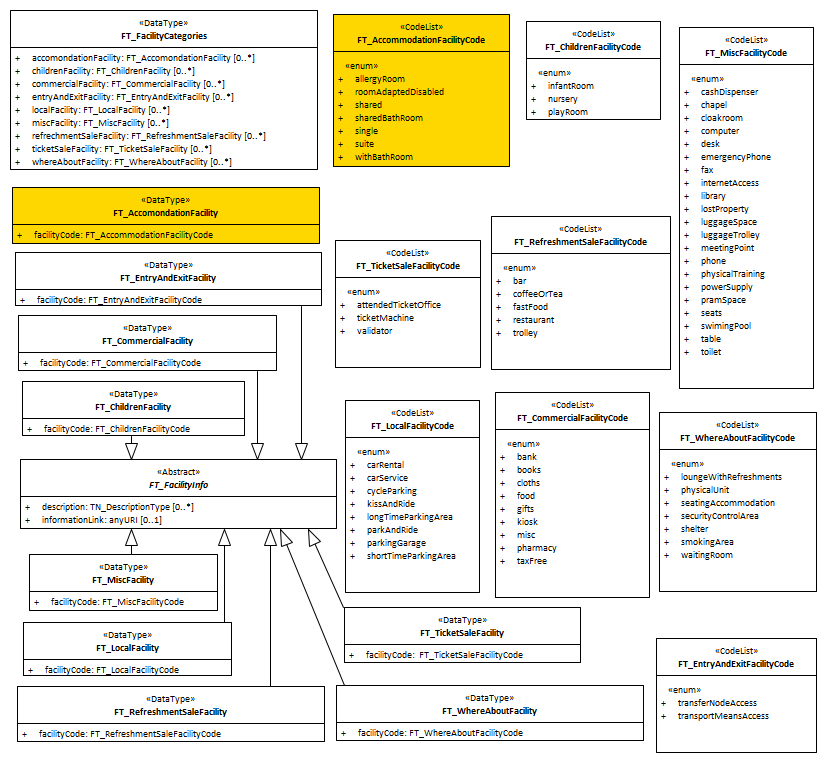 «DataType»
FT_FacilityCategories
+ accomondationFacility: FT_AccomondationFacility [0..*]
+ childrenFacility: FT_ChildrenFacility [0..*]
+ commercialFacility: FT_CommercialFacility [0..*]
+ entryAndExitFacility: FT_EntryAndExitFacility [0..*]
+ localFacility: FT_LocalFacility [0..*]
+ miscFacility: FT_MiscFacility [0..*]
+ refrechmentSaleFacility: FT_RefreshmentSaleFacility [0..*]
+ ticketSaleFacility: FT_TicketSaleFacility [0..*]
+ whereAboutFacility: FT_WhereAboutFacility [0..*]
«CodeList»
FT_AccommodationFacilityCode
«enum»
+ allergyRoom
+ roomAdaptedDisabled
+ shared
+ sharedBathRoom
+ single
+ suite
+ withBathRoom
«CodeList»
FT_ChildrenFacilityCode
«enum»
+ infantRoom
+ nursery
+ playRoom
«CodeList»
FT_MiscFacilityCode
«enum»
+ cashDispenser
+ chapel
+ cloakroom
+ computer
+ desk
+ emergencyPhone
+ fax
+ internetAccess
+ library
+ lostProperty
+ luggageSpace
+ luggageTrolley
+ meetingPoint
+ phone
+ physicalTraining
+ powerSupply
+ pramSpace
+ seats
+ swimingPool
+ table
+ toilet
«DataType»
FT_AccomondationFacility
+ facilityCode: FT_AccommodationFacilityCode
«DataType»
FT_EntryAndExitFacility
+ facilityCode: FT_EntryAndExitFacilityCode
«DataType»
FT_CommercialFacility
+ facilityCode: FT_CommercialFacilityCode
«DataType»
FT_ChildrenFacility
+ facilityCode: FT_ChildrenFacilityCode
«CodeList»
FT_TicketSaleFacilityCode
«enum»
+ attendedTicketOffice
+ ticketMachine
+ validator
«CodeList»
FT_RefreshmentSaleFacilityCode
«enum»
+ bar
+ coffeeOrTea
+ fastFood
+ restaurant
+ trolley
«Abstract»
FT_FacilityInfo
+ description: TN_DescriptionType [0..*]
+ informationLink: anyURI [0..1]
«CodeList»
FT_LocalFacilityCode
«enum»
+ carRental
+ carService
+ cycleParking
+ kissAndRide
+ longTimeParkingArea
+ parkAndRide
+ parkingGarage
+ shortTimeParkingArea
«CodeList»
FT_CommercialFacilityCode
«enum»
+ bank
+ books
+ cloths
+ food
+ gifts
+ kiosk
+ misc
+ pharmacy
+ taxFree
«CodeList»
FT_WhereAboutFacilityCode
«enum»
+ loungeWithRefreshments
+ physicalUnit
+ seatingAccommodation
+ securityControlArea
+ shelter
+ smokingArea
+ waitingRoom
«DataType»
FT_MiscFacility
+ facilityCode: FT_MiscFacilityCode
«DataType»
FT_LocalFacility
+ facilityCode: FT_LocalFacilityCode
«DataType»
FT_RefreshmentSaleFacility
+ facilityCode: FT_RefreshmentSaleFacilityCode
«DataType»
FT_TicketSaleFacility
+ facilityCode: FT_TicketSaleFacilityCode
«DataType»
FT_WhereAboutFacility
+ facilityCode: FT_WhereAboutFacilityCode
«CodeList»
FT_EntryAndExitFacilityCode
«enum»
+ transferNodeAccess
+ transportMeansAccess